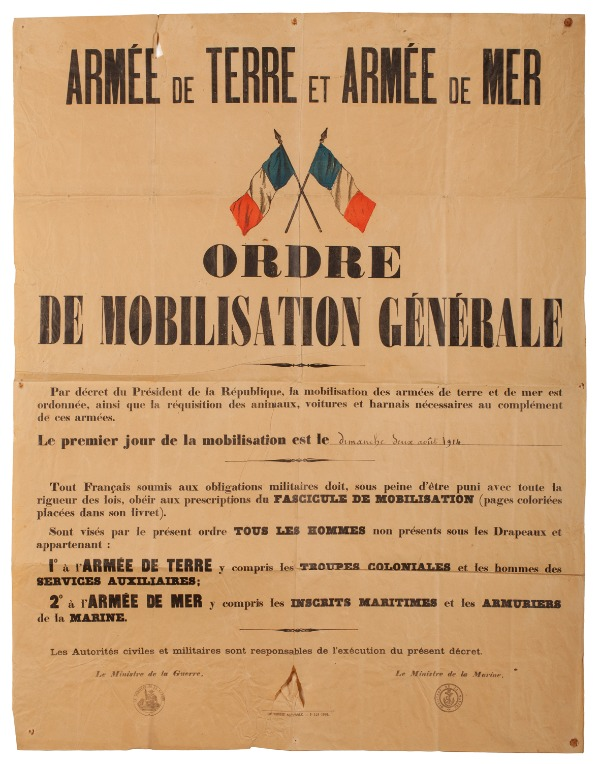 ARMÉE DE TERRE ET ARMÉE DE MER
ORDRE
DE MOBILISATION GÉNÉRALE
Par décret du Président de la République, la mobilisation des armées de terre et de mer est
ordonnée, ainsi que la réquisition des animaux, voitures et harnais nécessaires au complément
de ces armées.
Le premier jour de la mobilisation est le dimanche deux août 1914
Tout Français soumis aux obligations militaires doit, sous peine d'être puni avec toute la
rigueur des lois, obéir aux prescriptions du FASCICULE DE MOBILISATION (pages coloriées
placées dans son livret).
Sont visés par le présent ordre TOUS LES HOMMES non présents sous les Drapeaux et
appartenant :
1° à l'ARMÉE DE TERRE y compris les TROUPES COLONIALES et les hommes des
SERVICES AUXILIAIRES;
2° à l'ARMÉE DE MER y compris les INSCRITS MARITIMES et les ARMURIERS
de la MARINE.
Les Autorités civiles et militaires sont responsables de l'exécution du présent décret.
Le Ministre de la Guerre,
Le Ministre de la Marine,